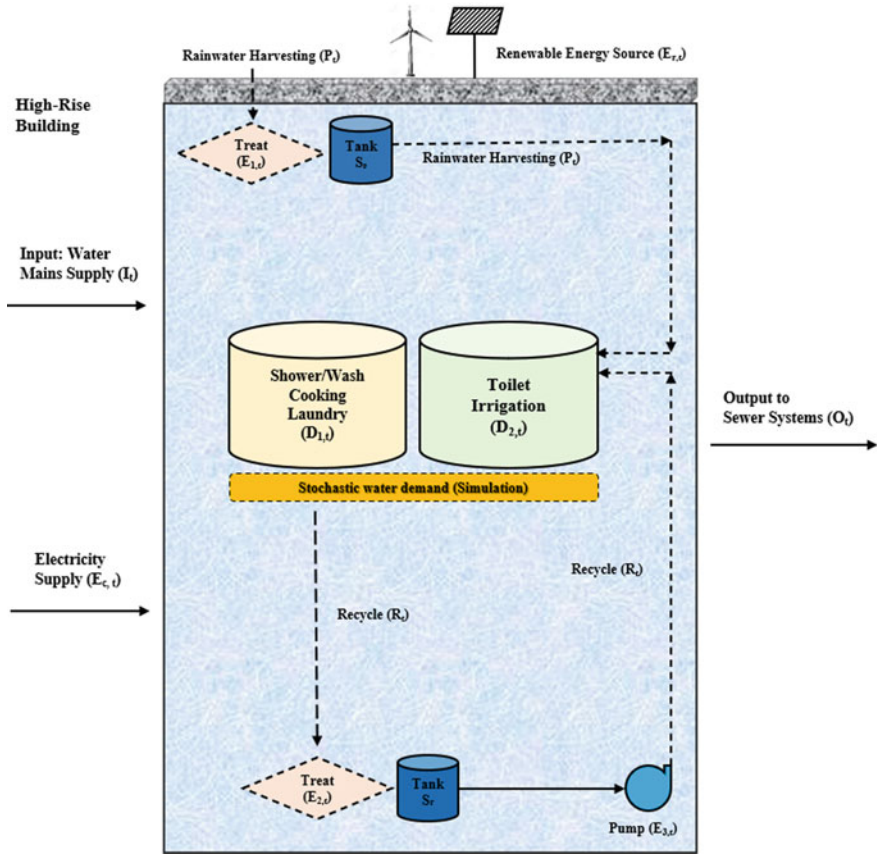 Rainwater Harvesting (Pt)
Renewable Energy Source (Er,t)
High-Rise
Building
Treat
(E1,t)
Tank
Ss
Rainwater Harvesting (Pt)
Input: Water
Mains Supply (It)
Shower/Wash
Cooking
Laundry
(D1,t)
Toilet
Irrigation
(D2,t)
Output to
Sewer Systems (Ot)
Stochastic water demand (Simulation)
Electricity
Supply (Ec, t)
Recycle (Rt)
Recycle (Rt)
Treat
(E2,t)
Tank
Sr
Pump (E3,t)